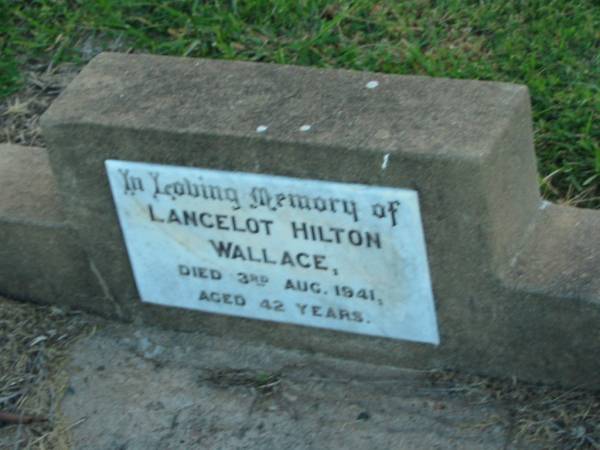 In Loving Memory of
LANCELOT HILTON
WALLACE,
DIED 3RD AUG. 1941,
AGED 42 YEARS.